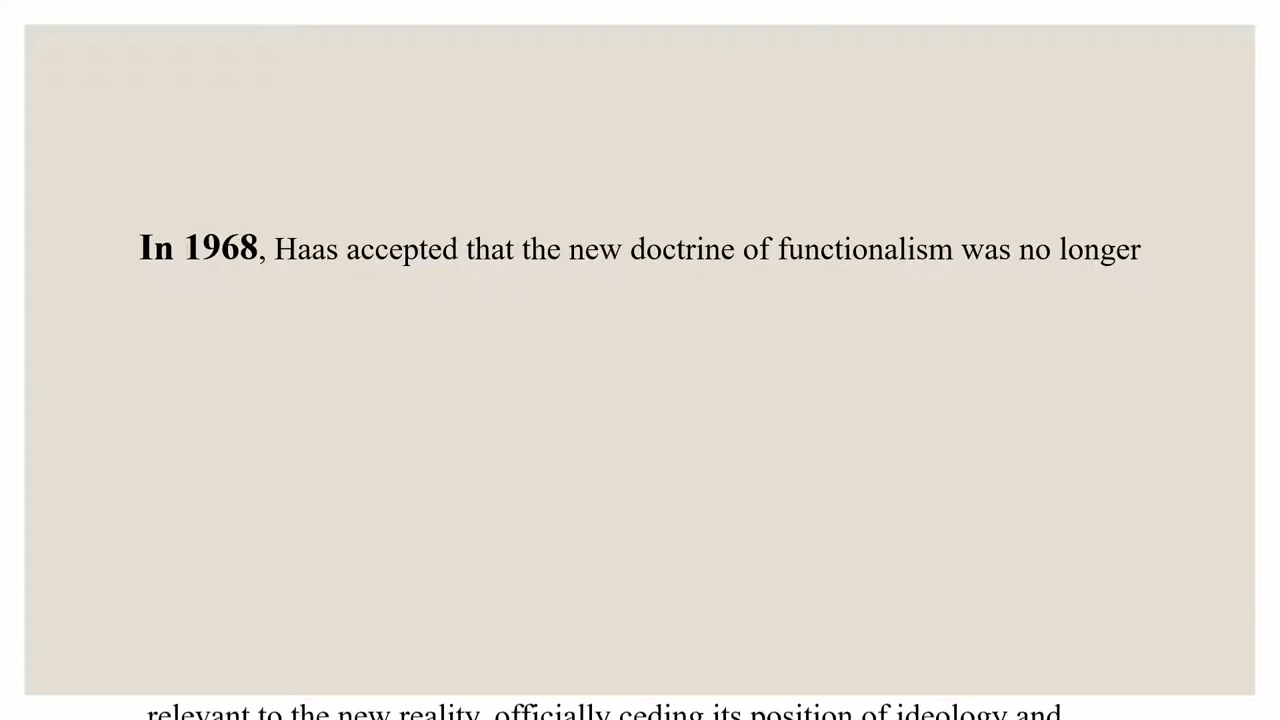 In 1968, Haas accepted that the new doctrine of functionalism was no longer
relevant to the new reality, officially ceding its position of ideology and